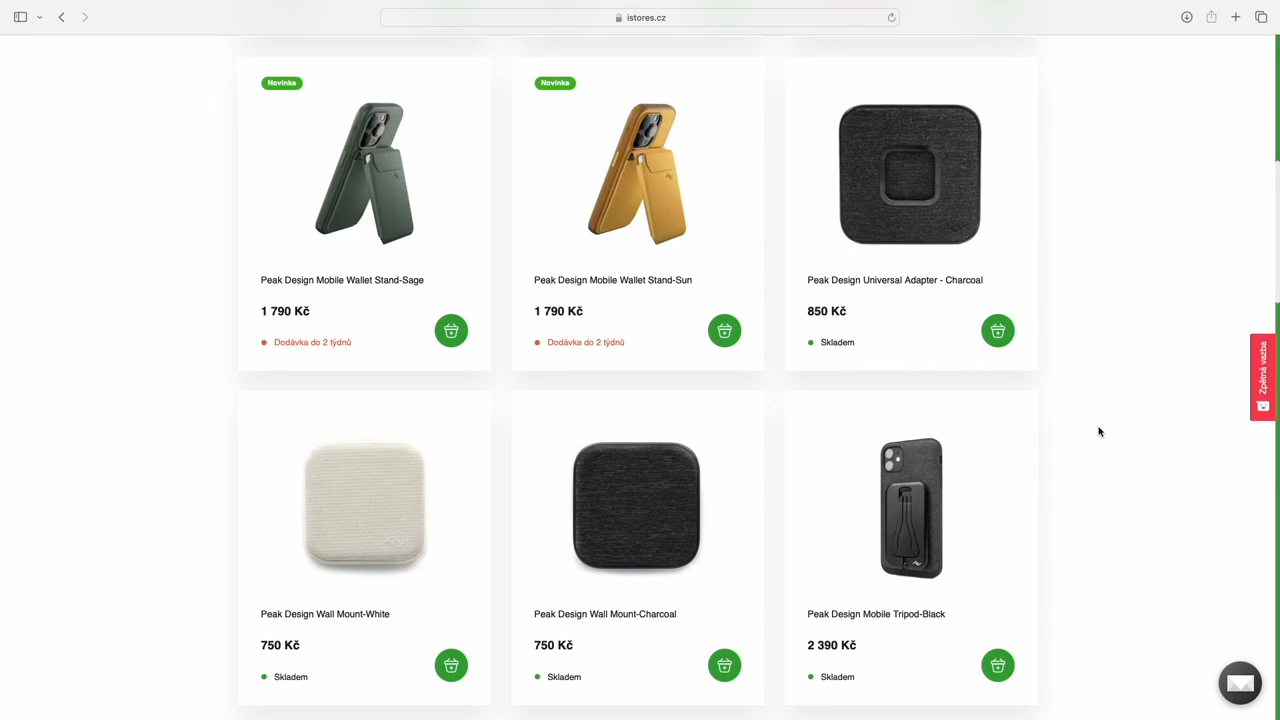 istores.cz
Novinka
Peak Design Mobile Wallet Stand-Sage
1 790 Kč
Dodávka do 2 týdnů
Novinka
Peak Design Mobile Wallet Stand-Sun
1 790 Kč
Dodávka do 2 týdnů
Peak Design Universal Adapter - Charcoal
850 Kč
Skladem
Zpětná vazba
Peak Design Wall Mount-White
750 Kč
Skladem
Peak Design Wall Mount-Charcoal
750 Kč
Skladem
Peak Design Mobile Tripod-Black
2 390 Kč
Skladem